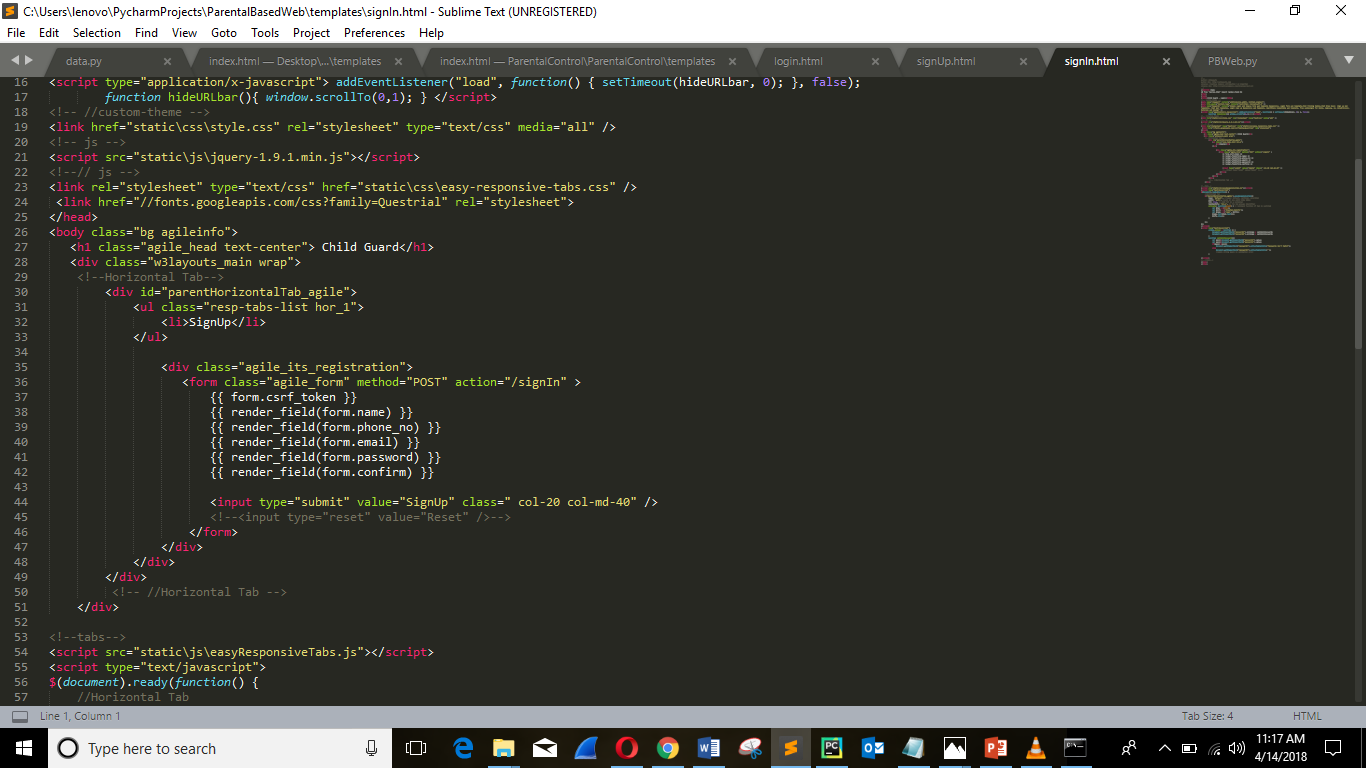 C:\Users\lenovo\PycharmProjects\ParentalBasedWeb\templates\signIn.html - Sublime Text (UNREGISTERED)
File Edit Selection Find View Goto Tools Project Preferences Help
data.py × index.html — Desktop\...\templates × index.html — ParentalControl\ParentalControl\templates × login.html × signUp.html × signIn.html × PBWeb.py ×
16 <script type="application/x-javascript"> addEventListener("load", function() { setTimeout(hideURLbar, 0); }, false);
17 function hideURLbar(){ window.scrollTo(0,1); } </script>
18 <!-- //custom-theme -->
19 <link href="static\css\style.css" rel="stylesheet" type="text/css" media="all" />
20 <!-- js -->
21 <script src="static\js\jquery-1.9.1.min.js"></script>
22 <!--// js -->
23 <link rel="stylesheet" type="text/css" href="static\css\easy-responsive-tabs.css" />
24 <link href="//fonts.googleapis.com/css?family=Questrial" rel="stylesheet">
25 </head>
26 <body class="bg agileinfo">
27 <h1 class="agile_head text-center"> Child Guard</h1>
28 <div class="w3layouts_main wrap">
29 <!--Horizontal Tab-->
30 <div id="parentHorizontalTab_agile">
31 <ul class="resp-tabs-list hor_1">
32 <li>SignUp</li>
33 </ul>
34
35 <div class="agile_its_registration">
36 <form class="agile_form" method="POST" action="/signIn" >
37 {{ form.csrf_token }}
38 {{ render_field(form.name) }}
39 {{ render_field(form.phone_no) }}
40 {{ render_field(form.email) }}
41 {{ render_field(form.password) }}
42 {{ render_field(form.confirm) }}
43
44 <input type="submit" value="SignUp" class=" col-20 col-md-40" />
45 <!--<input type="reset" value="Reset" />-->
46 </form>
47 </div>
48 </div>
49 </div>
50 <!-- //Horizontal Tab -->
51 </div>
52
53 <!--tabs-->
54 <script src="static\js\easyResponsiveTabs.js"></script>
55 <script type="text/javascript">
56 $(document).ready(function() {
57 //Horizontal Tab
Line 1, Column 1 Tab Size: 4 HTML
Type here to search
11:17 AM
4/14/2018